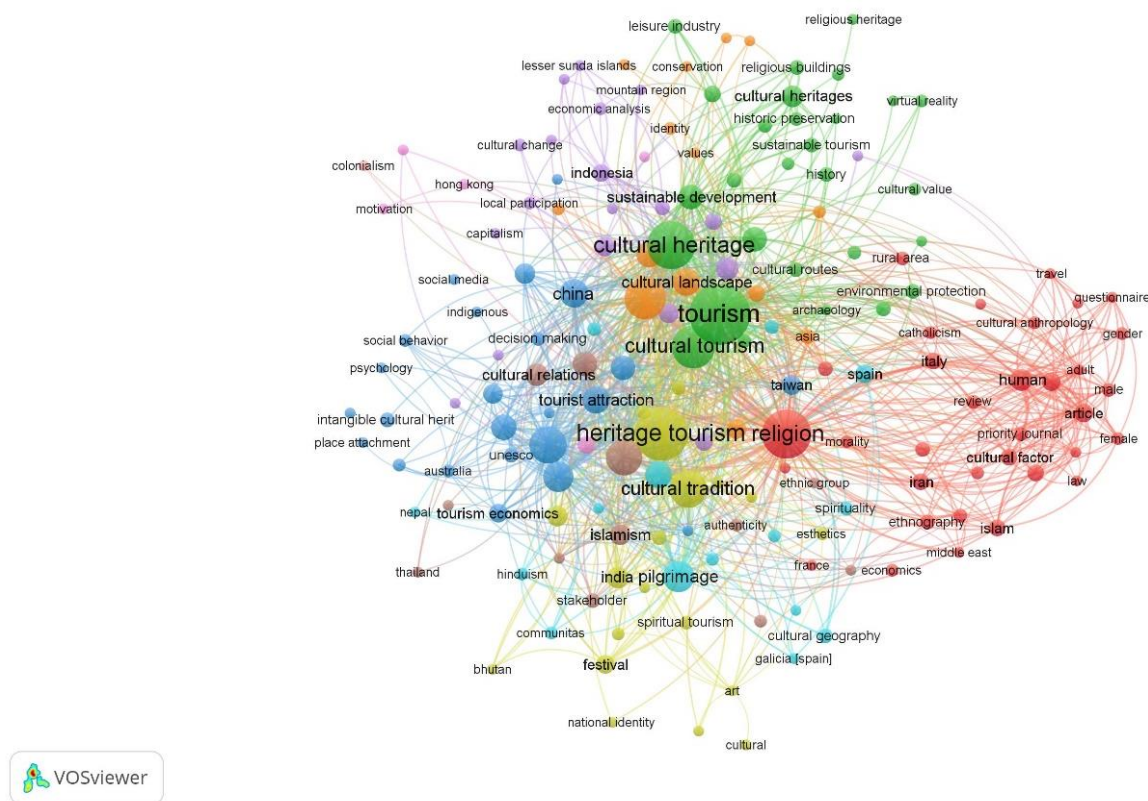 religious heritage
leisure industry
lesser sunda islands
conservation
religious buildings
mountain region
cultural heritages
virtual reality
economic analysis
historic preservation
identity
cultural change
values
sustainable tourism
colonialism
indonesia
history
hong kong
sustainable development
cultural value
motivation
local participation
capitalism
cultural heritage
rural area
cultural routes
travel
social media
china
cultural landscape
environmental protection
questionnaire
indigenous
tourism
archaeology
cultural anthropology
social behavior
decision making
cultural tourism
asia
catholicism
gender
psychology
cultural relations
italy
taiwan
spain
human
adult
male
tourist attraction
review
article
intangible cultural herit
heritage tourism
religion
priority journal
place attachment
morality
female
unesco
cultural factor
australia
cultural tradition
ethnic group
iran
law
nepal
tourism economics
spirituality
islamism
authenticity
esthetics
ethnography
islam
middle east
thailand
hinduism
india
pilgrimage
france
economics
stakeholder
communitas
spiritual tourism
cultural geography
bhutan
festival
galicia [spain]
art
national identity
cultural
VOSviewer